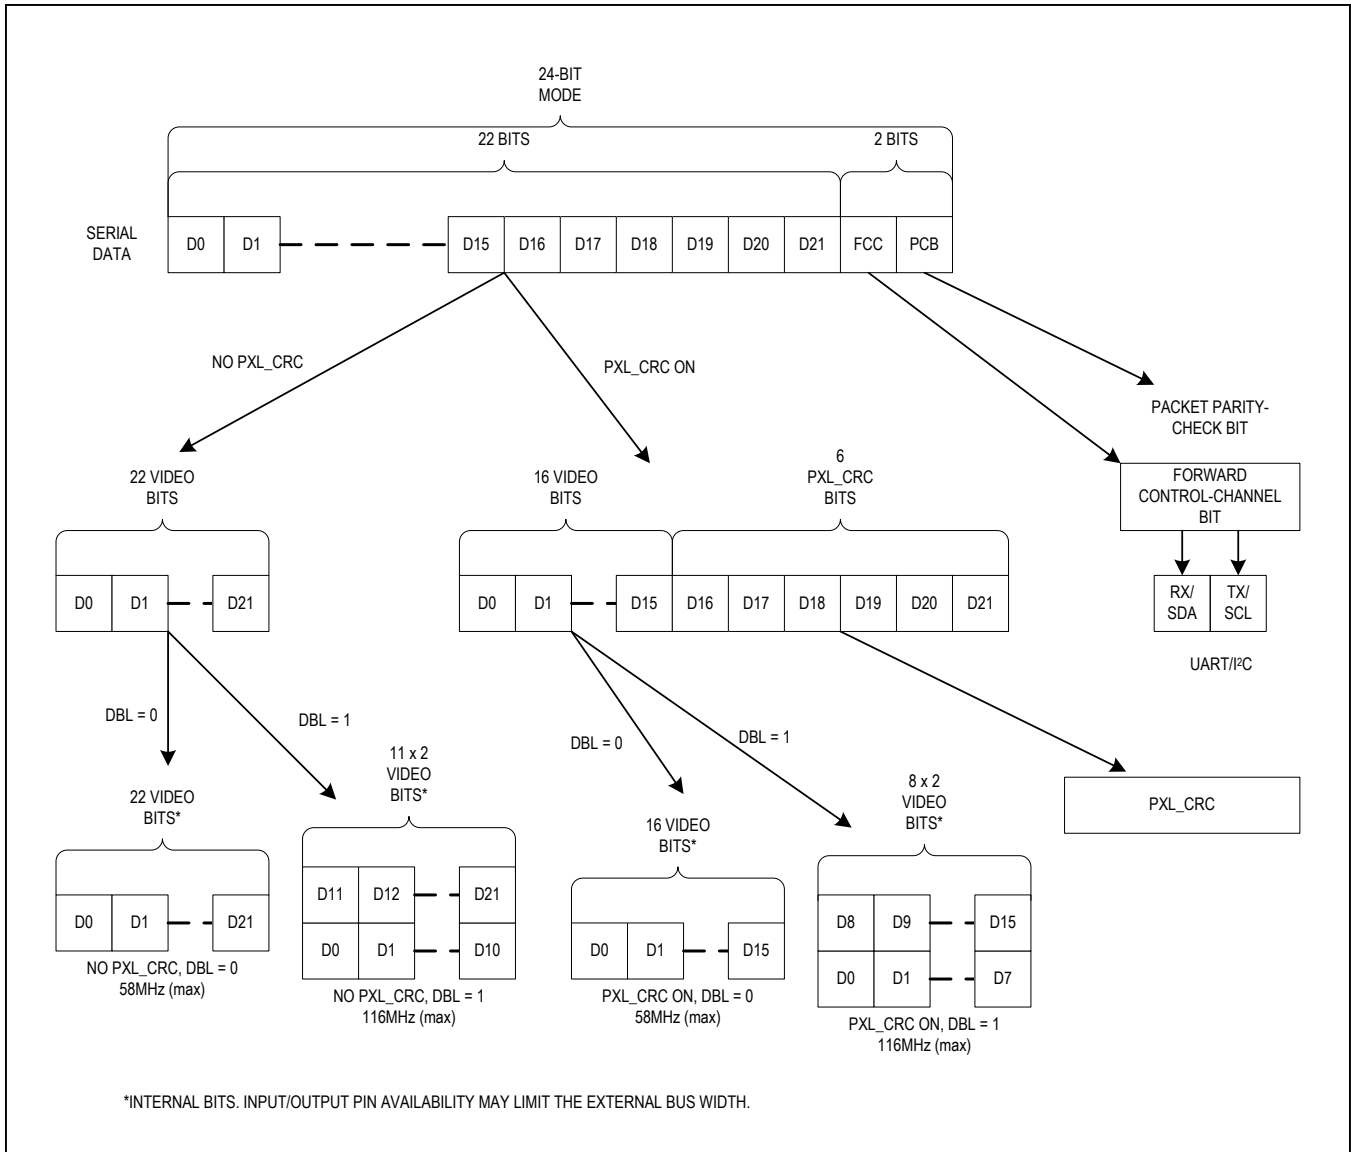 24-BIT
MODE
22 BITS
2 BITS
SERIAL
DATA
D0 D1 D15 D16 D17 D18 D19 D20 D21 FCC PCB
NO PXL_CRC
PXL_CRC ON
PACKET PARITY-
CHECK BIT
22 VIDEO
BITS
16 VIDEO
BITS
6
PXL_CRC
BITS
FORWARD
CONTROL-CHANNEL
BIT
D0 D1 D21
D0 D1 D15 D16 D17 D18 D19 D20 D21
RX/
SDA
TX/
SCL
UART/I²C
DBL = 0
DBL = 1
DBL = 0
DBL = 1
22 VIDEO
BITS*
D0 D1 D21
NO PXL_CRC, DBL = 0
58MHz (max)
11 x 2
VIDEO
BITS*
D11 D12 D21
D0 D1 D10
NO PXL_CRC, DBL = 1
116MHz (max)
16 VIDEO
BITS*
D0 D1 D15
PXL_CRC ON, DBL = 0
58MHz (max)
8 x 2
VIDEO
BITS*
D8 D9 D15
D0 D1 D7
PXL_CRC ON, DBL = 1
116MHz (max)
PXL_CRC
*INTERNAL BITS. INPUT/OUTPUT PIN AVAILABILITY MAY LIMIT THE EXTERNAL BUS WIDTH.